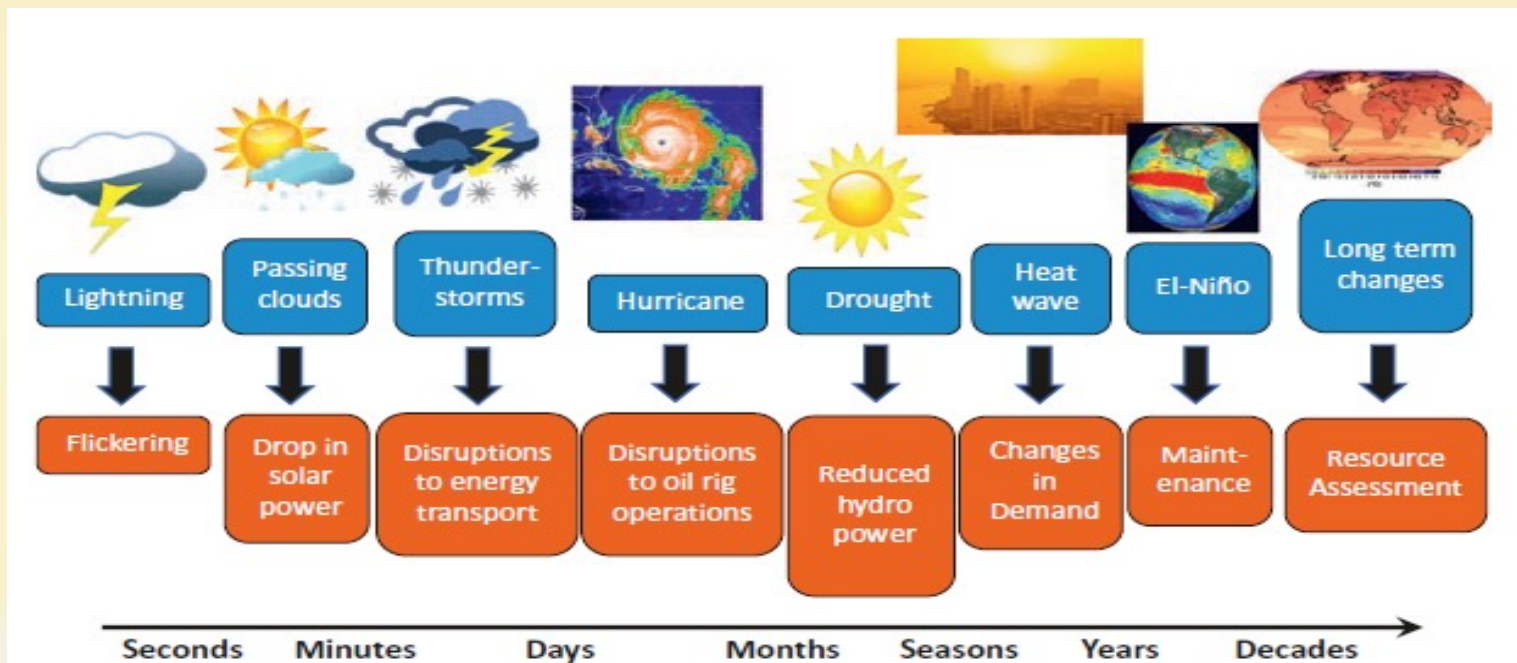 Lightning
Passing
clouds
Thunder-
storms
Hurricane
Drought
Heat
wave
El-Niño
Long term
changes
Flickering
Drop in
solar
power
Disruptions
to energy
transport
Disruptions
to oil rig
operations
Reduced
hydro
power
Changes
in
Demand
Maint-
enance
Resource
Assessment
Seconds Minutes Days Months Seasons Years Decades